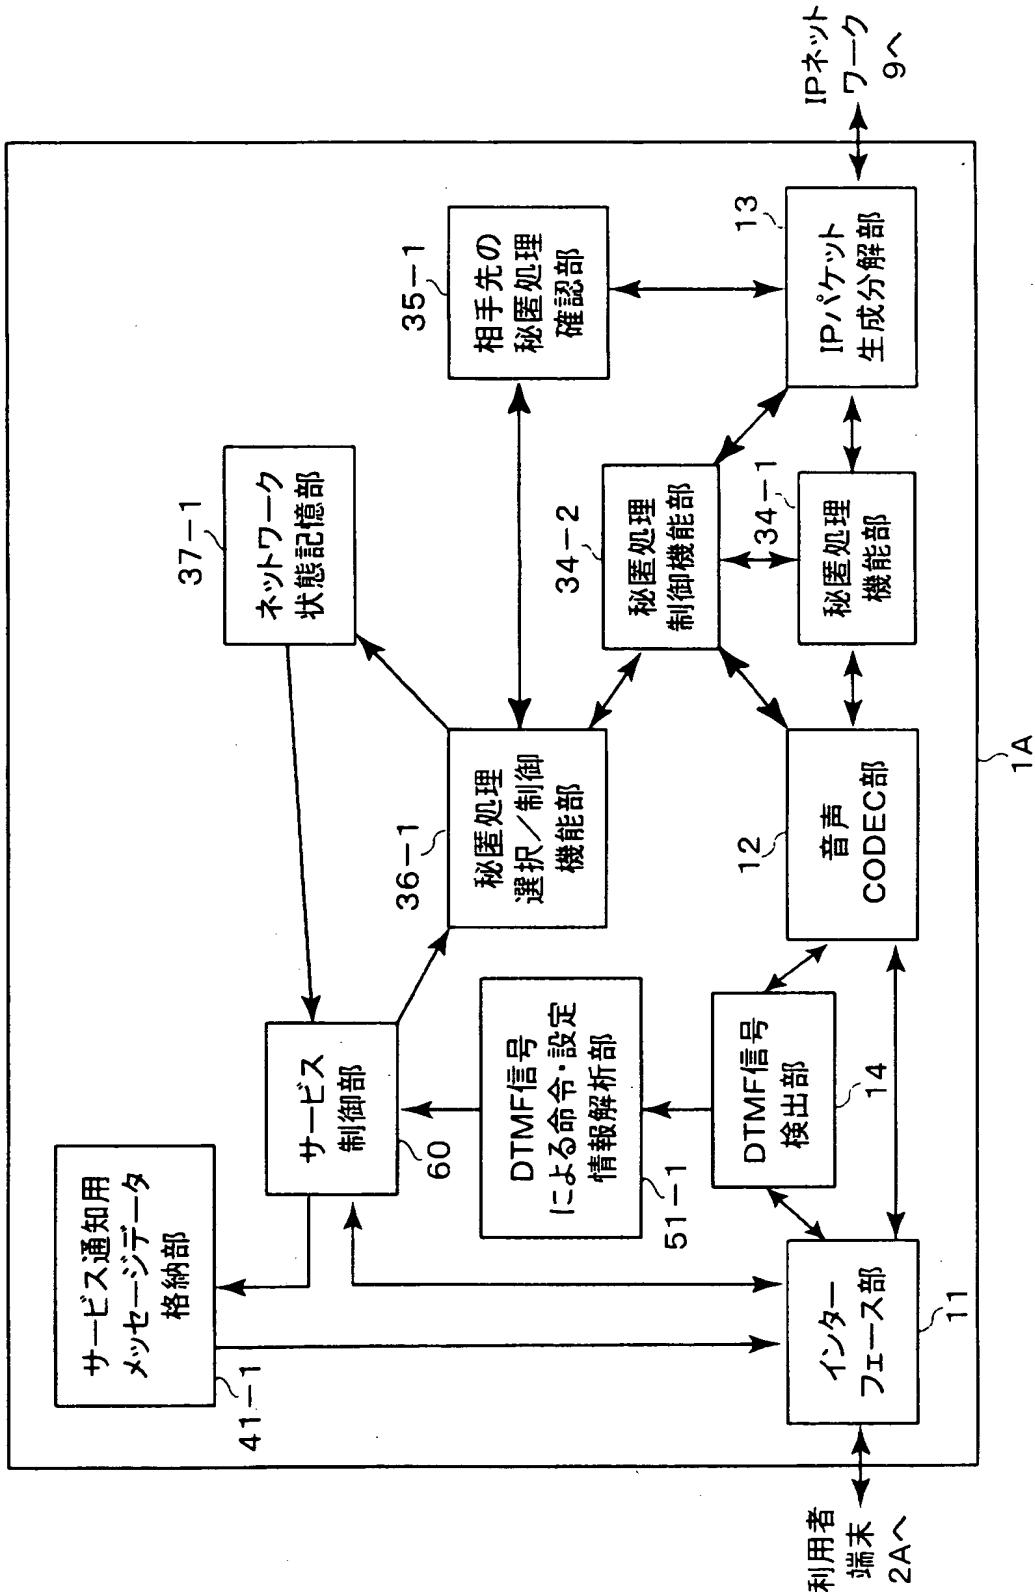 サービス通知用
メッセージデータ
格納部
41-1
サービス
制御部
60
ネットワーク
状態記憶部
37-1
秘匿処理
選択/制御
機能部
36-1
相手先の
秘匿処理
確認部
35-1
DTMF信号
による命令・設定
情報解析部
51-1
秘匿処理
制御機能部
34-2
DTMF信号
検出部
14
インター
フェース部
11
音声
CODEC部
12
秘匿処理
機能部
34-1
IPパケット
生成分解部
13
利用者
端末
2Aへ
IPネット
ワーク
9へ
1A